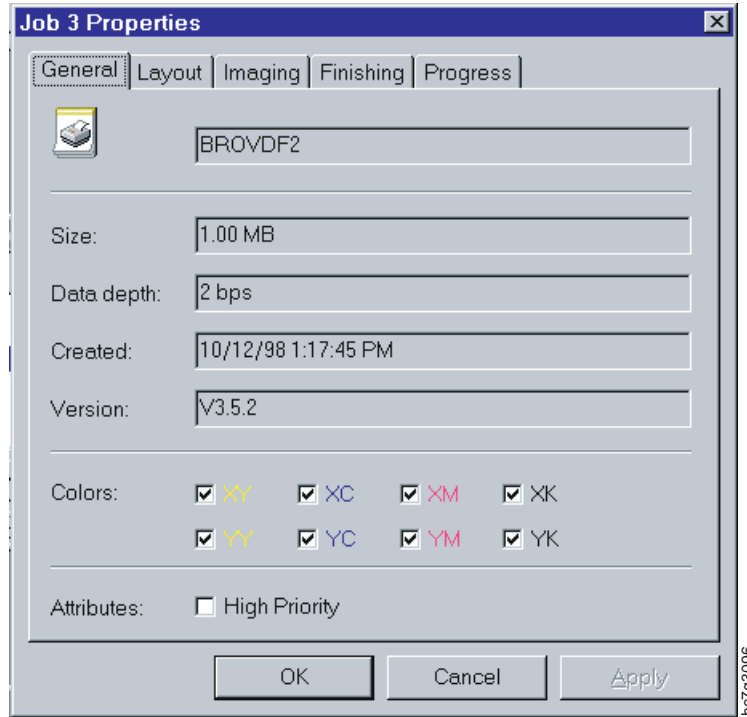 Job 3 Properties
General Layout Imaging Finishing Progress
BROVDF2
Size: 1.00 MB
Data depth: 2 bps
Created: 10/12/98 1:17:45 PM
Version: V3.5.2
Colors: XY XC XM XK
YY YC YM YK
Attributes: High Priority
OK Cancel Apply